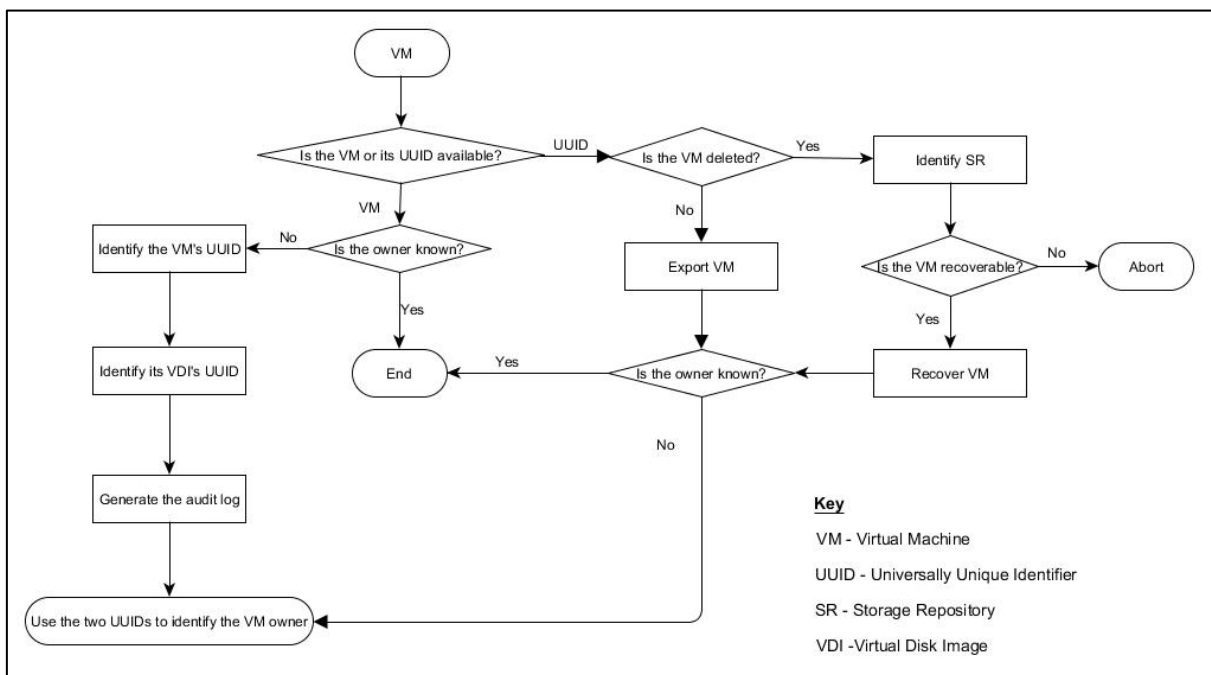 VM
Is the VM or its UUID available?
UUID
Is the VM deleted?
Yes
Identify SR
VM
No
Identify the VM's UUID
No
Is the owner known?
Export VM
Is the VM recoverable?
No
Abort
Yes
Yes
Identify its VDI's UUID
End
Yes
Is the owner known?
Recover VM
No
Generate the audit log
Key
VM - Virtual Machine
UUID - Universally Unique Identifier
SR - Storage Repository
Use the two UUIDs to identify the VM owner
VDI -Virtual Disk Image